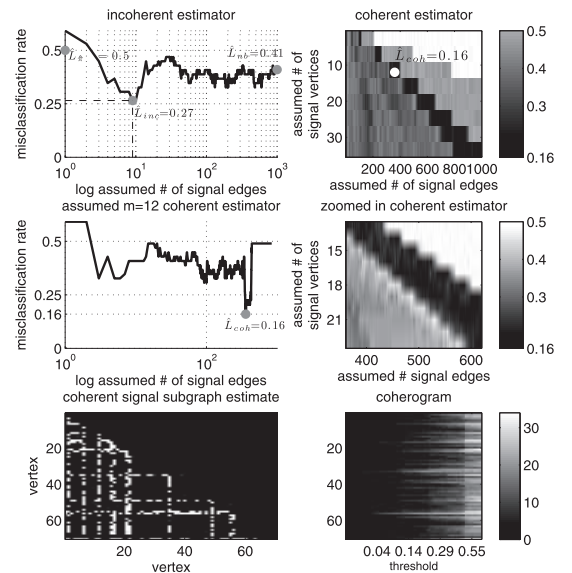 incoherent estimator
misclassification rate
0.5
0.25
0
= 0.5
L̂nb=0.41
L̂inc=0.27
10^0
10^1
10^2
10^3
log assumed # of signal edges
coherent estimator
assumed # of
signal vertices
10
20
30
L̂coh=0.16
200 400 600 800 1000
assumed # of signal edges
0.5
0.4
0.3
0.16
assumed m=12 coherent estimator
misclassification rate
0.5
0.25
0.16
0
L̂coh=0.16
10^0
10^2
log assumed # of signal edges
zoomed in coherent estimator
assumed # of
signal vertices
15
18
21
400 500 600
assumed # signal edges
0.5
0.4
0.3
0.16
coherent signal subgraph estimate
vertex
20
40
60
20 40 60
vertex
coherogram
20
40
60
0.04 0.14 0.29 0.55
threshold
30
20
10
0